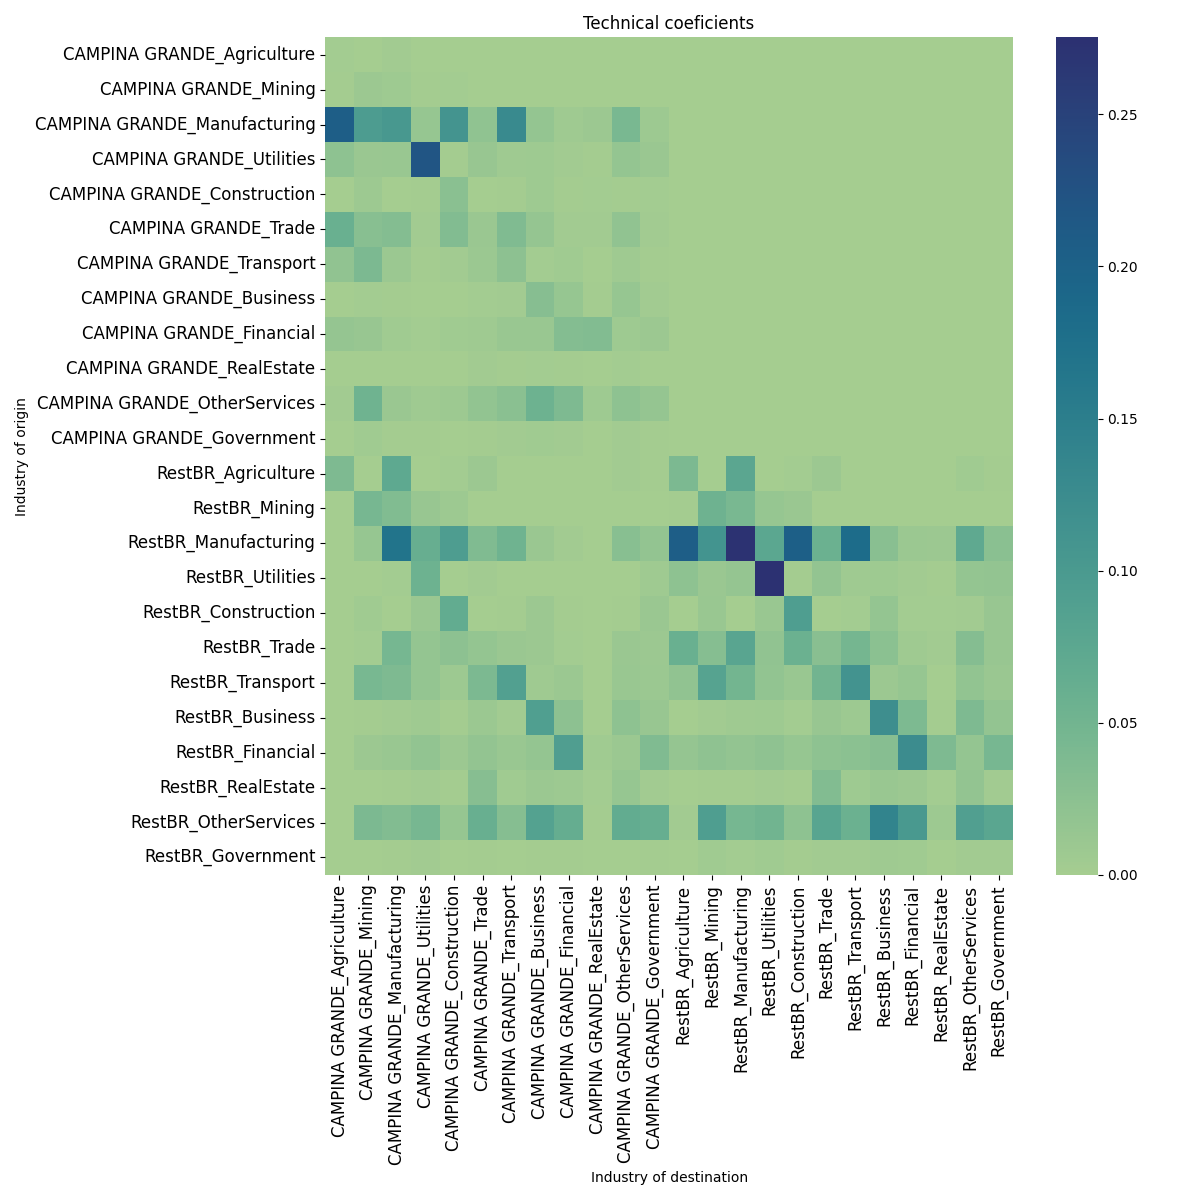 Technical coeficients
CAMPINA GRANDE_Agriculture
CAMPINA GRANDE_Mining
CAMPINA GRANDE_Manufacturing
CAMPINA GRANDE_Utilities
CAMPINA GRANDE_Construction
CAMPINA GRANDE_Trade
CAMPINA GRANDE_Transport
CAMPINA GRANDE_Business
CAMPINA GRANDE_Financial
CAMPINA GRANDE_RealEstate
CAMPINA GRANDE_OtherServices
CAMPINA GRANDE_Government
RestBR_Agriculture
RestBR_Mining
RestBR_Manufacturing
RestBR_Utilities
RestBR_Construction
RestBR_Trade
RestBR_Transport
RestBR_Business
RestBR_Financial
RestBR_RealEstate
RestBR_OtherServices
RestBR_Government
Industry of origin
CAMPINA GRANDE_Agriculture
CAMPINA GRANDE_Mining
CAMPINA GRANDE_Manufacturing
CAMPINA GRANDE_Utilities
CAMPINA GRANDE_Construction
CAMPINA GRANDE_Trade
CAMPINA GRANDE_Transport
CAMPINA GRANDE_Business
CAMPINA GRANDE_Financial
CAMPINA GRANDE_RealEstate
CAMPINA GRANDE_OtherServices
CAMPINA GRANDE_Government
RestBR_Agriculture
RestBR_Mining
RestBR_Manufacturing
RestBR_Utilities
RestBR_Construction
RestBR_Trade
RestBR_Transport
RestBR_Business
RestBR_Financial
RestBR_RealEstate
RestBR_OtherServices
RestBR_Government
Industry of destination
0.25
0.20
0.15
0.10
0.05
0.00